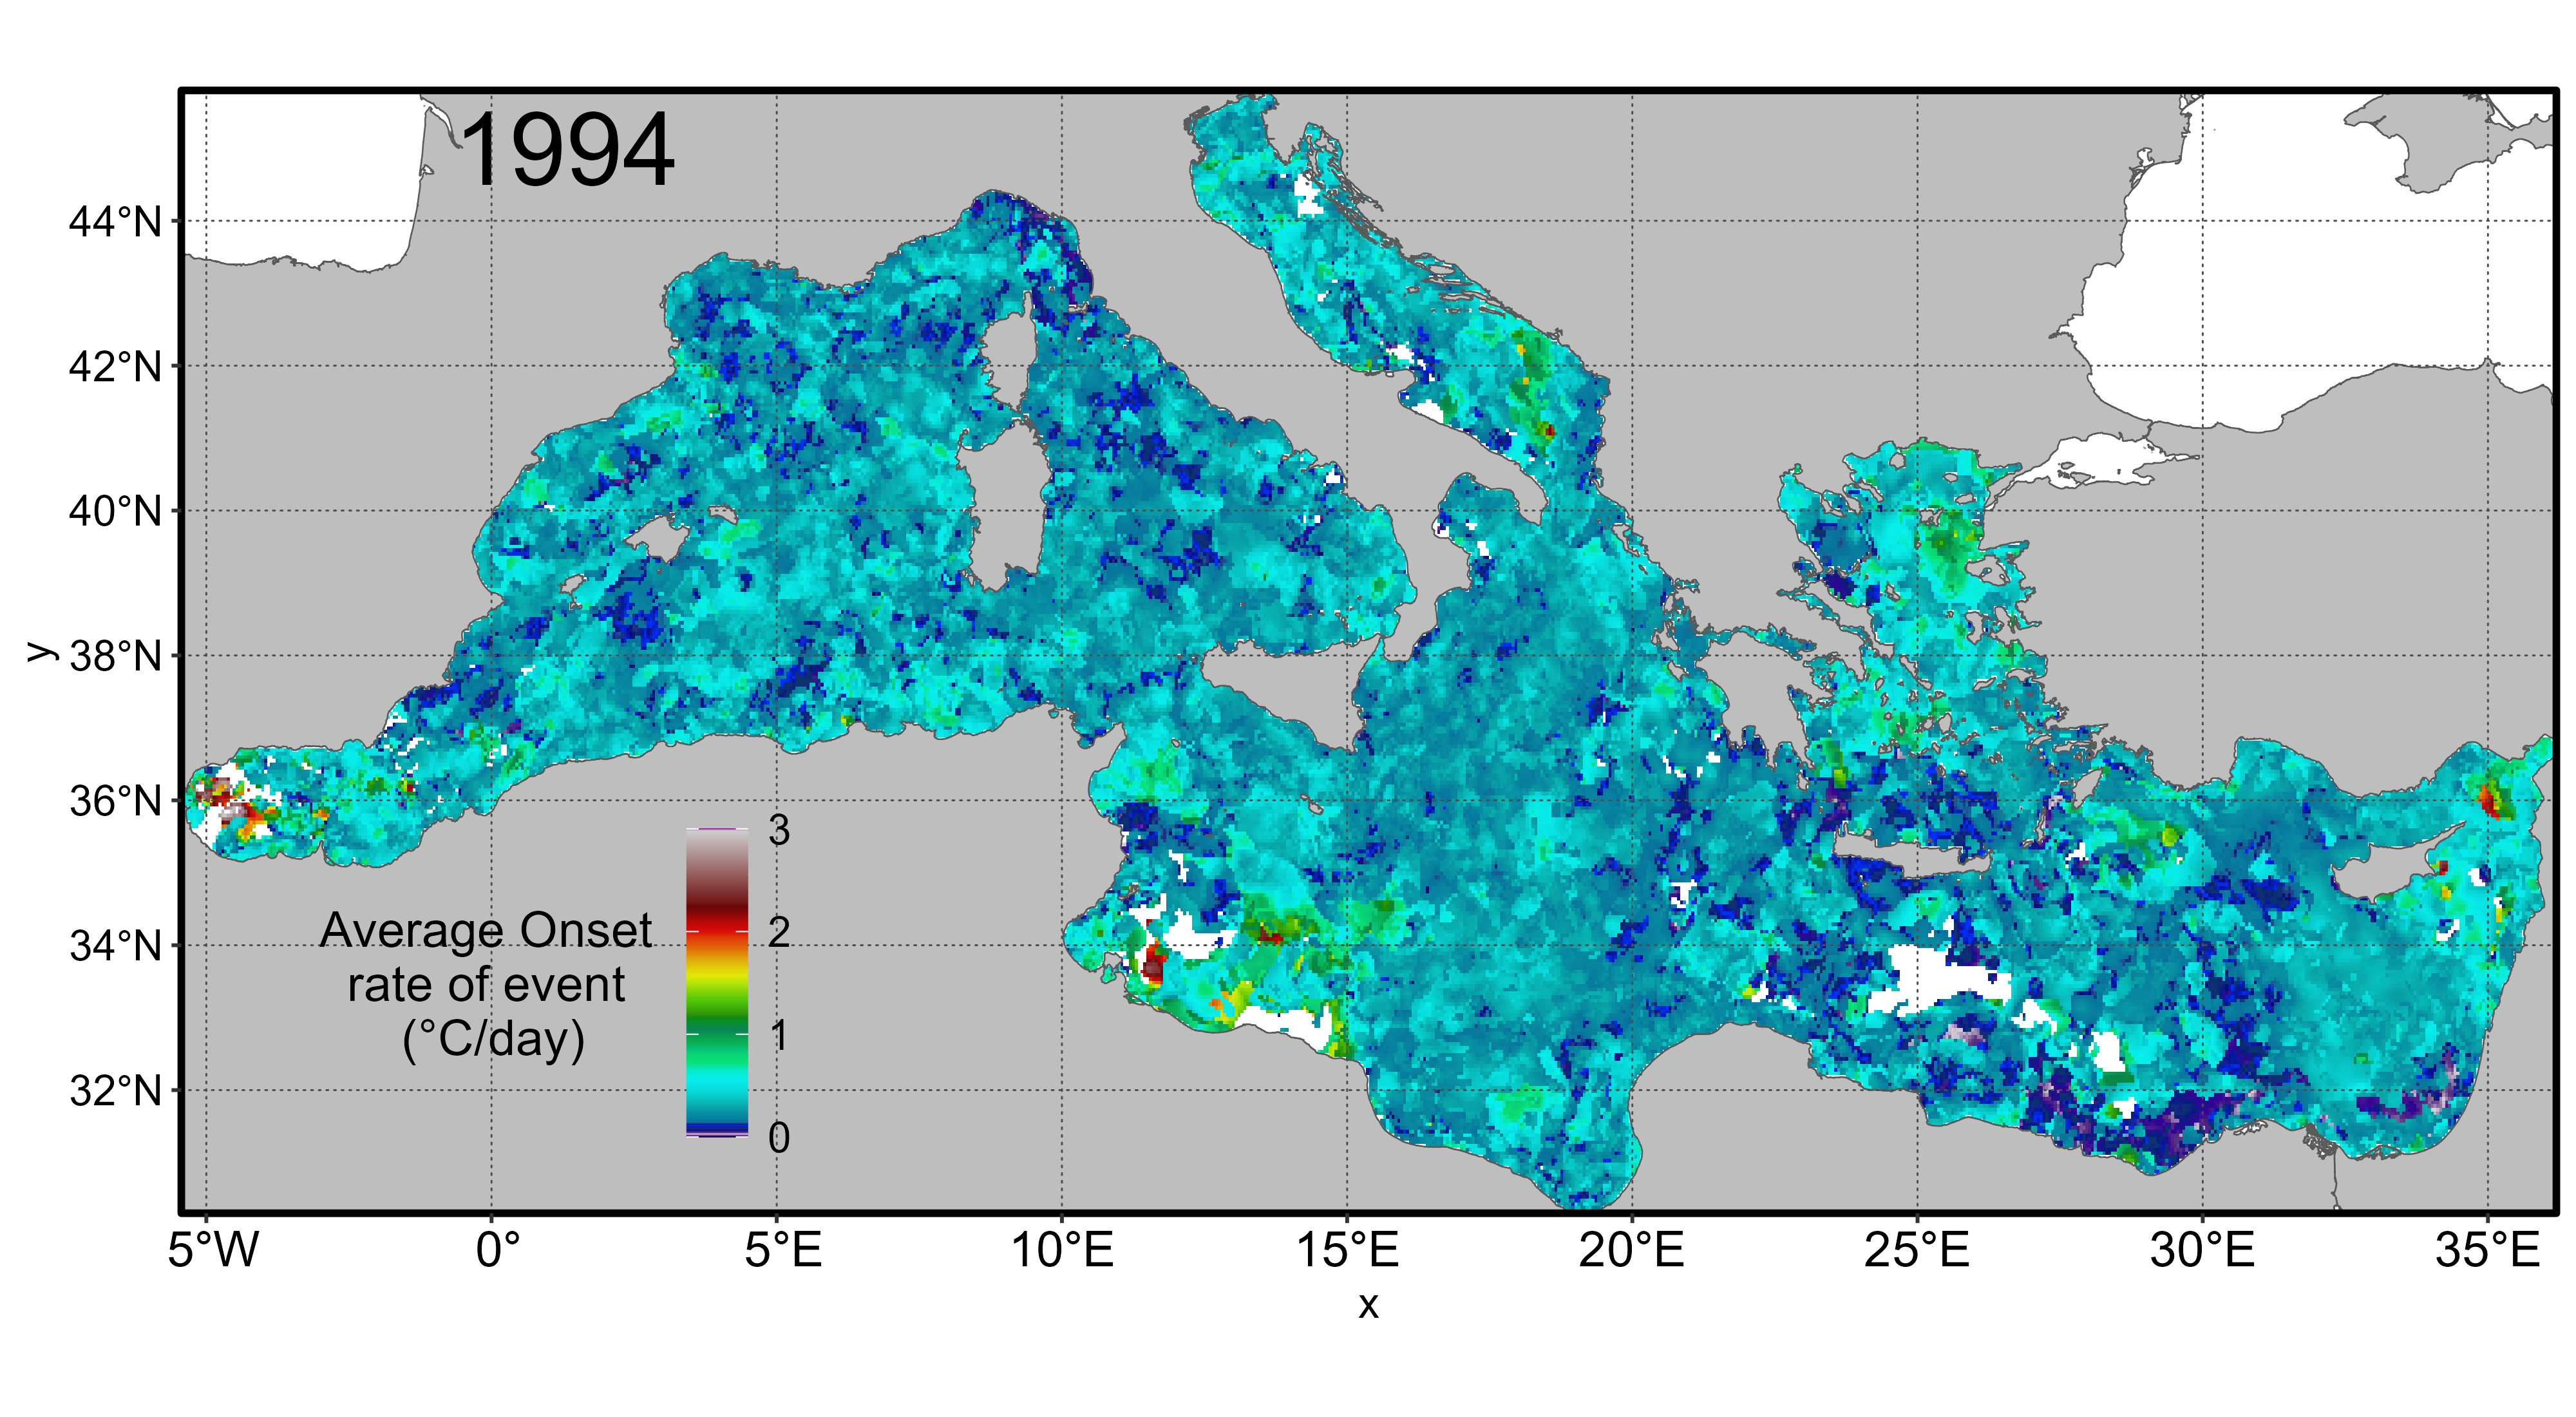 1994
44°N
42°N
40°N
38°N
36°N
34°N
32°N
y
3
2
1
0
Average Onset
rate of event
(°C/day)
5°W 0° 5°E 10°E 15°E 20°E 25°E 30°E 35°E
x